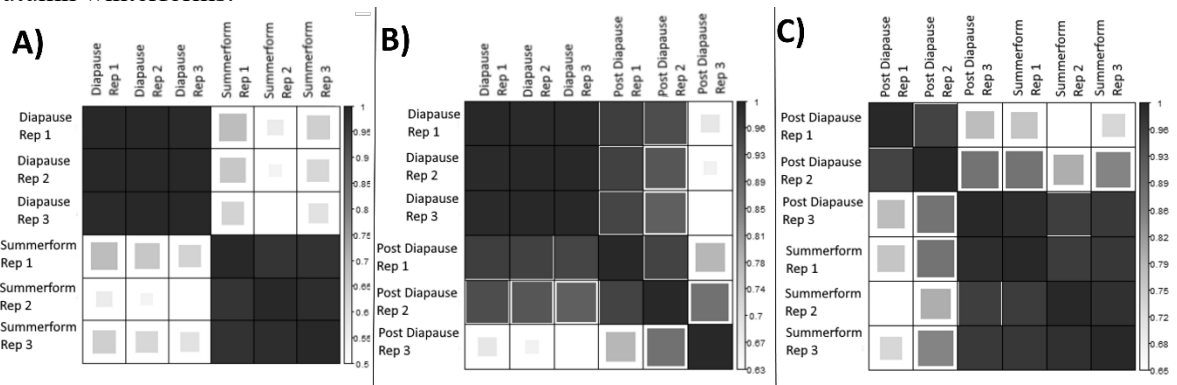 A)
Diapause Rep 1
Diapause Rep 2
Diapause Rep 3
Summerform Rep 1
Summerform Rep 2
Summerform Rep 3
Diapause
Rep 1
Diapause
Rep 2
Diapause
Rep 3
Summerform
Rep 1
Summerform
Rep 2
Summerform
Rep 3
1
0.95
0.9
0.85
0.8
0.75
0.7
0.65
0.6
0.55
0.5
B)
Diapause Rep 1
Diapause Rep 2
Diapause Rep 3
Post Diapause Rep 1
Post Diapause Rep 2
Post Diapause Rep 3
Diapause
Rep 1
Diapause
Rep 2
Diapause
Rep 3
Post Diapause
Rep 1
Post Diapause
Rep 2
Post Diapause
Rep 3
1
0.96
0.93
0.89
0.85
0.81
0.78
0.74
0.7
0.67
0.63
C)
Post Diapause Rep 1
Post Diapause Rep 2
Post Diapause Rep 3
Summerform Rep 1
Summerform Rep 2
Summerform Rep 3
Post Diapause
Rep 1
Post Diapause
Rep 2
Post Diapause
Rep 3
Summerform
Rep 1
Summerform
Rep 2
Summerform
Rep 3
1
0.96
0.93
0.89
0.86
0.82
0.79
0.75
0.72
0.68
0.65